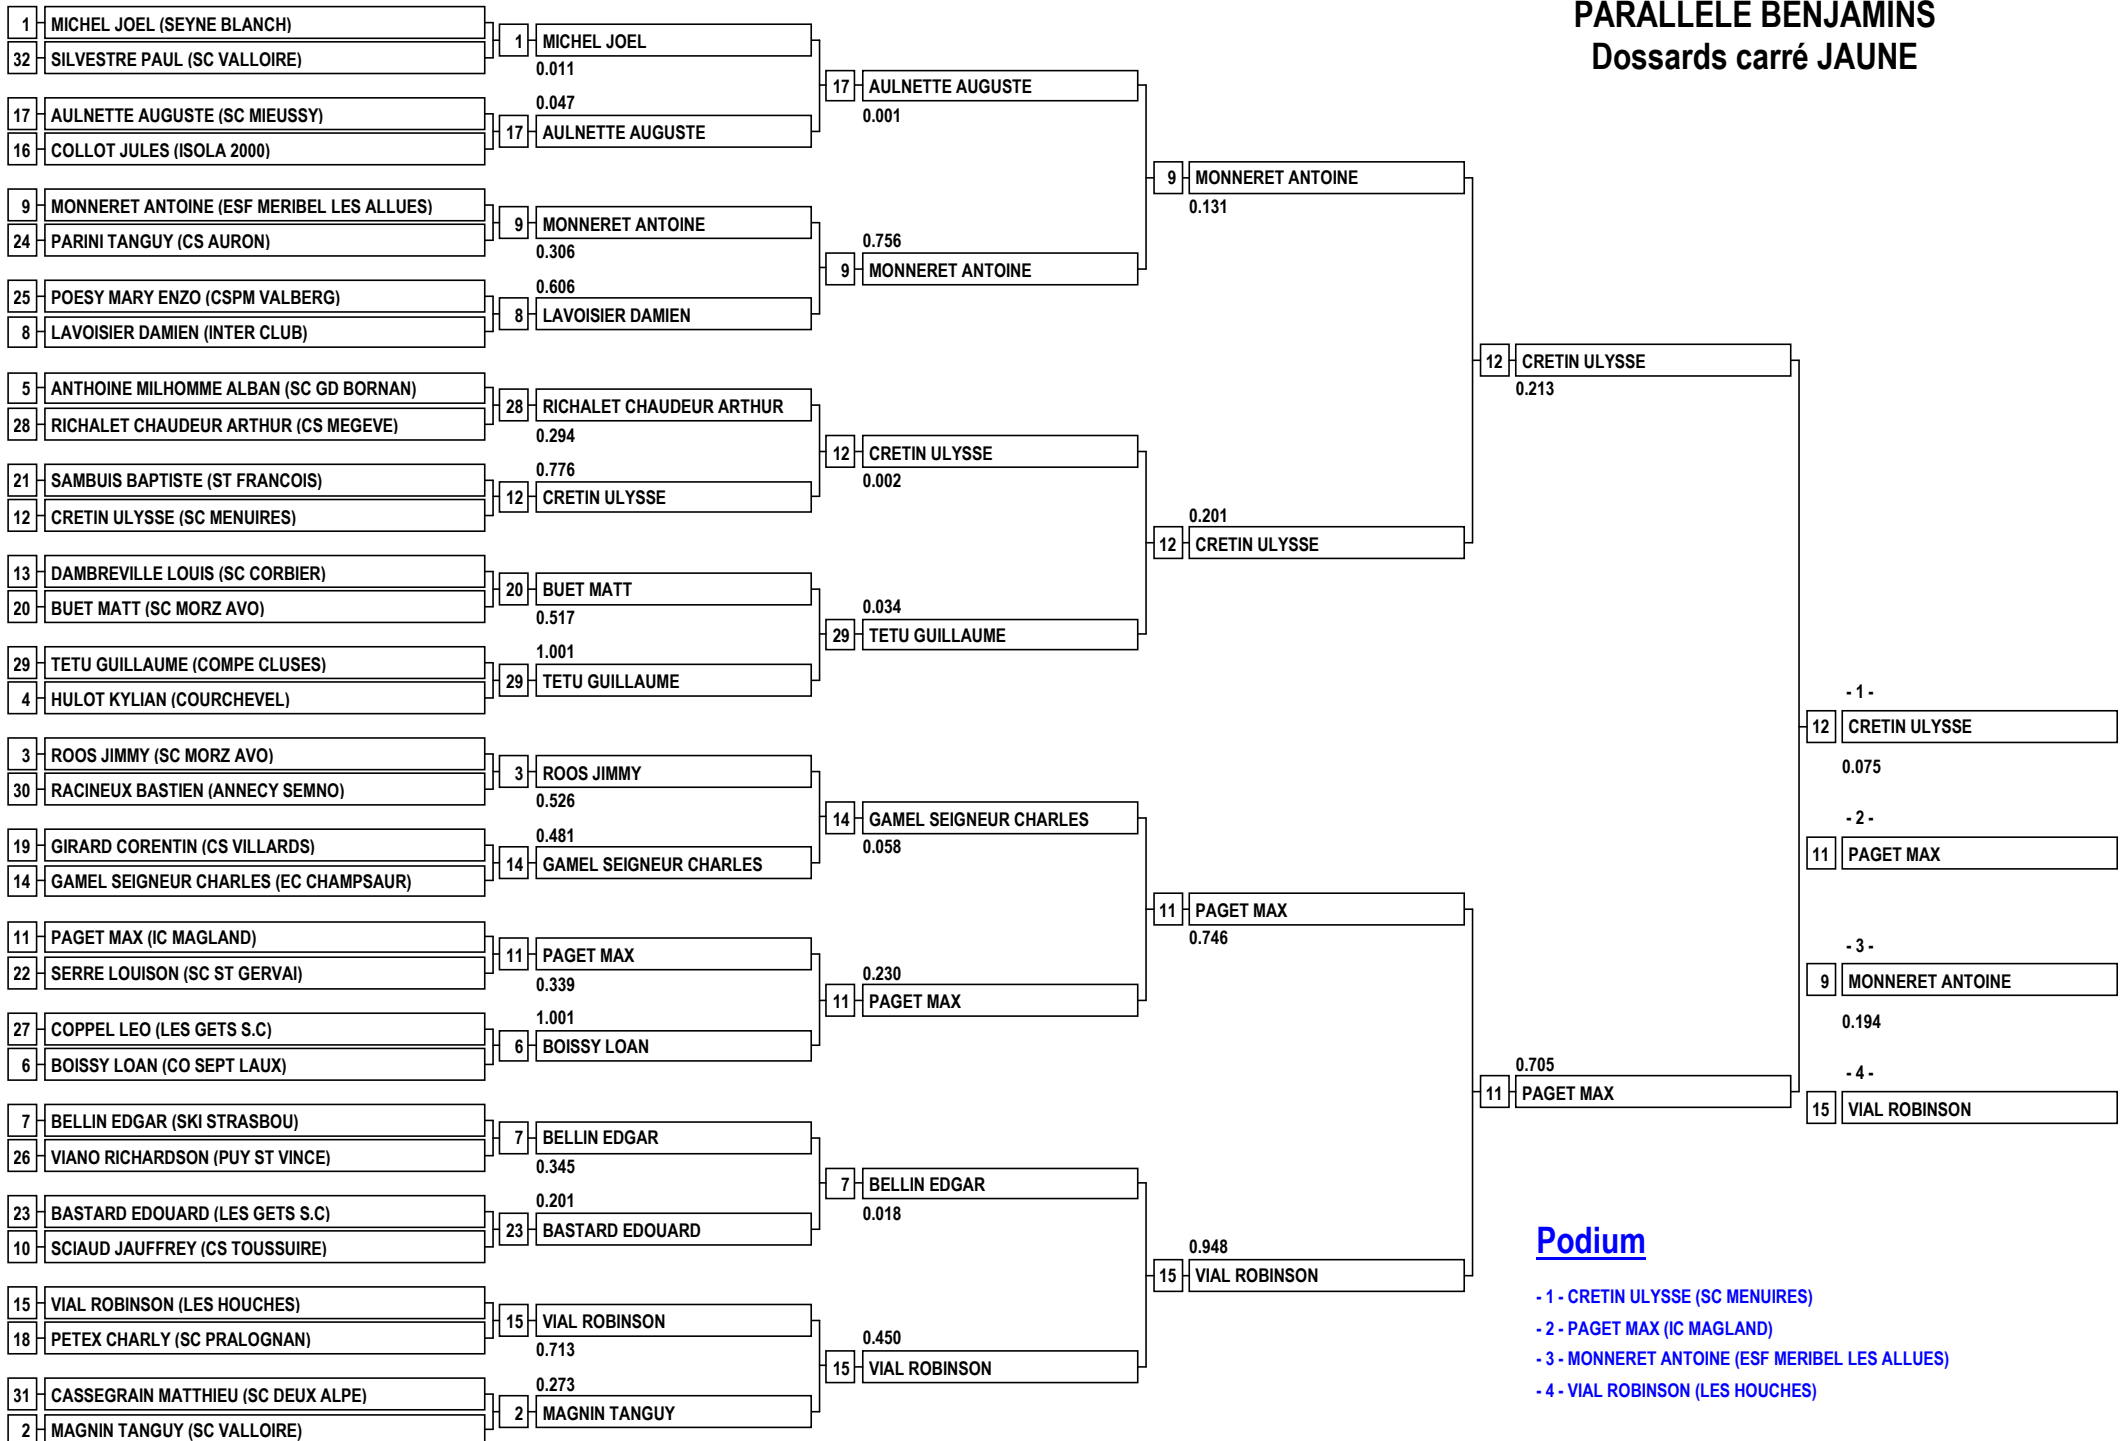 PARALLELE BENJAMINS
Dossards carré JAUNE
1 MICHEL JOEL (SEYNE BLANCH)
32 SILVESTRE PAUL (SC VALLOIRE)
17 AULNETTE AUGUSTE (SC MIEUSSY)
16 COLLOT JULES (ISOLA 2000)
9 MONNERET ANTOINE (ESF MERIBEL LES ALLUES)
24 PARINI TANGUY (CS AURON)
25 POESY MARY ENZO (CSPM VALBERG)
8 LAVOISIER DAMIEN (INTER CLUB)
5 ANTHOINE MILHOMME ALBAN (SC GD BORNAN)
28 RICHALET CHAUDEUR ARTHUR (CS MEGEVE)
21 SAMBUIS BAPTISTE (ST FRANCOIS)
12 CRETIN ULYSSE (SC MENUIRES)
13 DAMBREVILLE LOUIS (SC CORBIER)
20 BUET MATT (SC MORZ AVO)
29 TETU GUILLAUME (COMPE CLUSES)
4 HULOT KYLIAN (COURCHEVEL)
3 ROOS JIMMY (SC MORZ AVO)
30 RACINEUX BASTIEN (ANNECY SEMNO)
19 GIRARD CORENTIN (CS VILLARDS)
14 GAMEL SEIGNEUR CHARLES (EC CHAMPSAUR)
11 PAGET MAX (IC MAGLAND)
22 SERRE LOUISON (SC ST GERVAI)
27 COPPEL LEO (LES GETS S.C)
6 BOISSY LOAN (CO SEPT LAUX)
7 BELLIN EDGAR (SKI STRASBOU)
26 VIANO RICHARDSON (PUY ST VINCE)
23 BASTARD EDOUARD (LES GETS S.C)
10 SCIAUD JAUFFREY (CS TOUSSUIRE)
15 VIAL ROBINSON (LES HOUCHES)
18 PETEX CHARLY (SC PRALOGNAN)
31 CASSEGRAIN MATTHIEU (SC DEUX ALPE)
2 MAGNIN TANGUY (SC VALLOIRE)
1 MICHEL JOEL
0.011
0.047
17 AULNETTE AUGUSTE
9 MONNERET ANTOINE
0.306
0.606
8 LAVOISIER DAMIEN
28 RICHALET CHAUDEUR ARTHUR
0.294
0.776
12 CRETIN ULYSSE
20 BUET MATT
0.517
1.001
29 TETU GUILLAUME
3 ROOS JIMMY
0.526
0.481
14 GAMEL SEIGNEUR CHARLES
11 PAGET MAX
0.339
1.001
6 BOISSY LOAN
7 BELLIN EDGAR
0.345
0.201
23 BASTARD EDOUARD
15 VIAL ROBINSON
0.713
0.273
2 MAGNIN TANGUY
17 AULNETTE AUGUSTE
0.001
0.756
9 MONNERET ANTOINE
12 CRETIN ULYSSE
0.002
0.034
29 TETU GUILLAUME
14 GAMEL SEIGNEUR CHARLES
0.058
0.230
11 PAGET MAX
7 BELLIN EDGAR
0.018
0.450
15 VIAL ROBINSON
9 MONNERET ANTOINE
0.131
0.201
12 CRETIN ULYSSE
11 PAGET MAX
0.746
0.948
15 VIAL ROBINSON
12 CRETIN ULYSSE
0.213
0.705
11 PAGET MAX
- 1 -
12 CRETIN ULYSSE
0.075
- 2 -
11 PAGET MAX
- 3 -
9 MONNERET ANTOINE
0.194
- 4 -
15 VIAL ROBINSON
Podium
- 1 - CRETIN ULYSSE (SC MENUIRES)
- 2 - PAGET MAX (IC MAGLAND)
- 3 - MONNERET ANTOINE (ESF MERIBEL LES ALLUES)
- 4 - VIAL ROBINSON (LES HOUCHES)